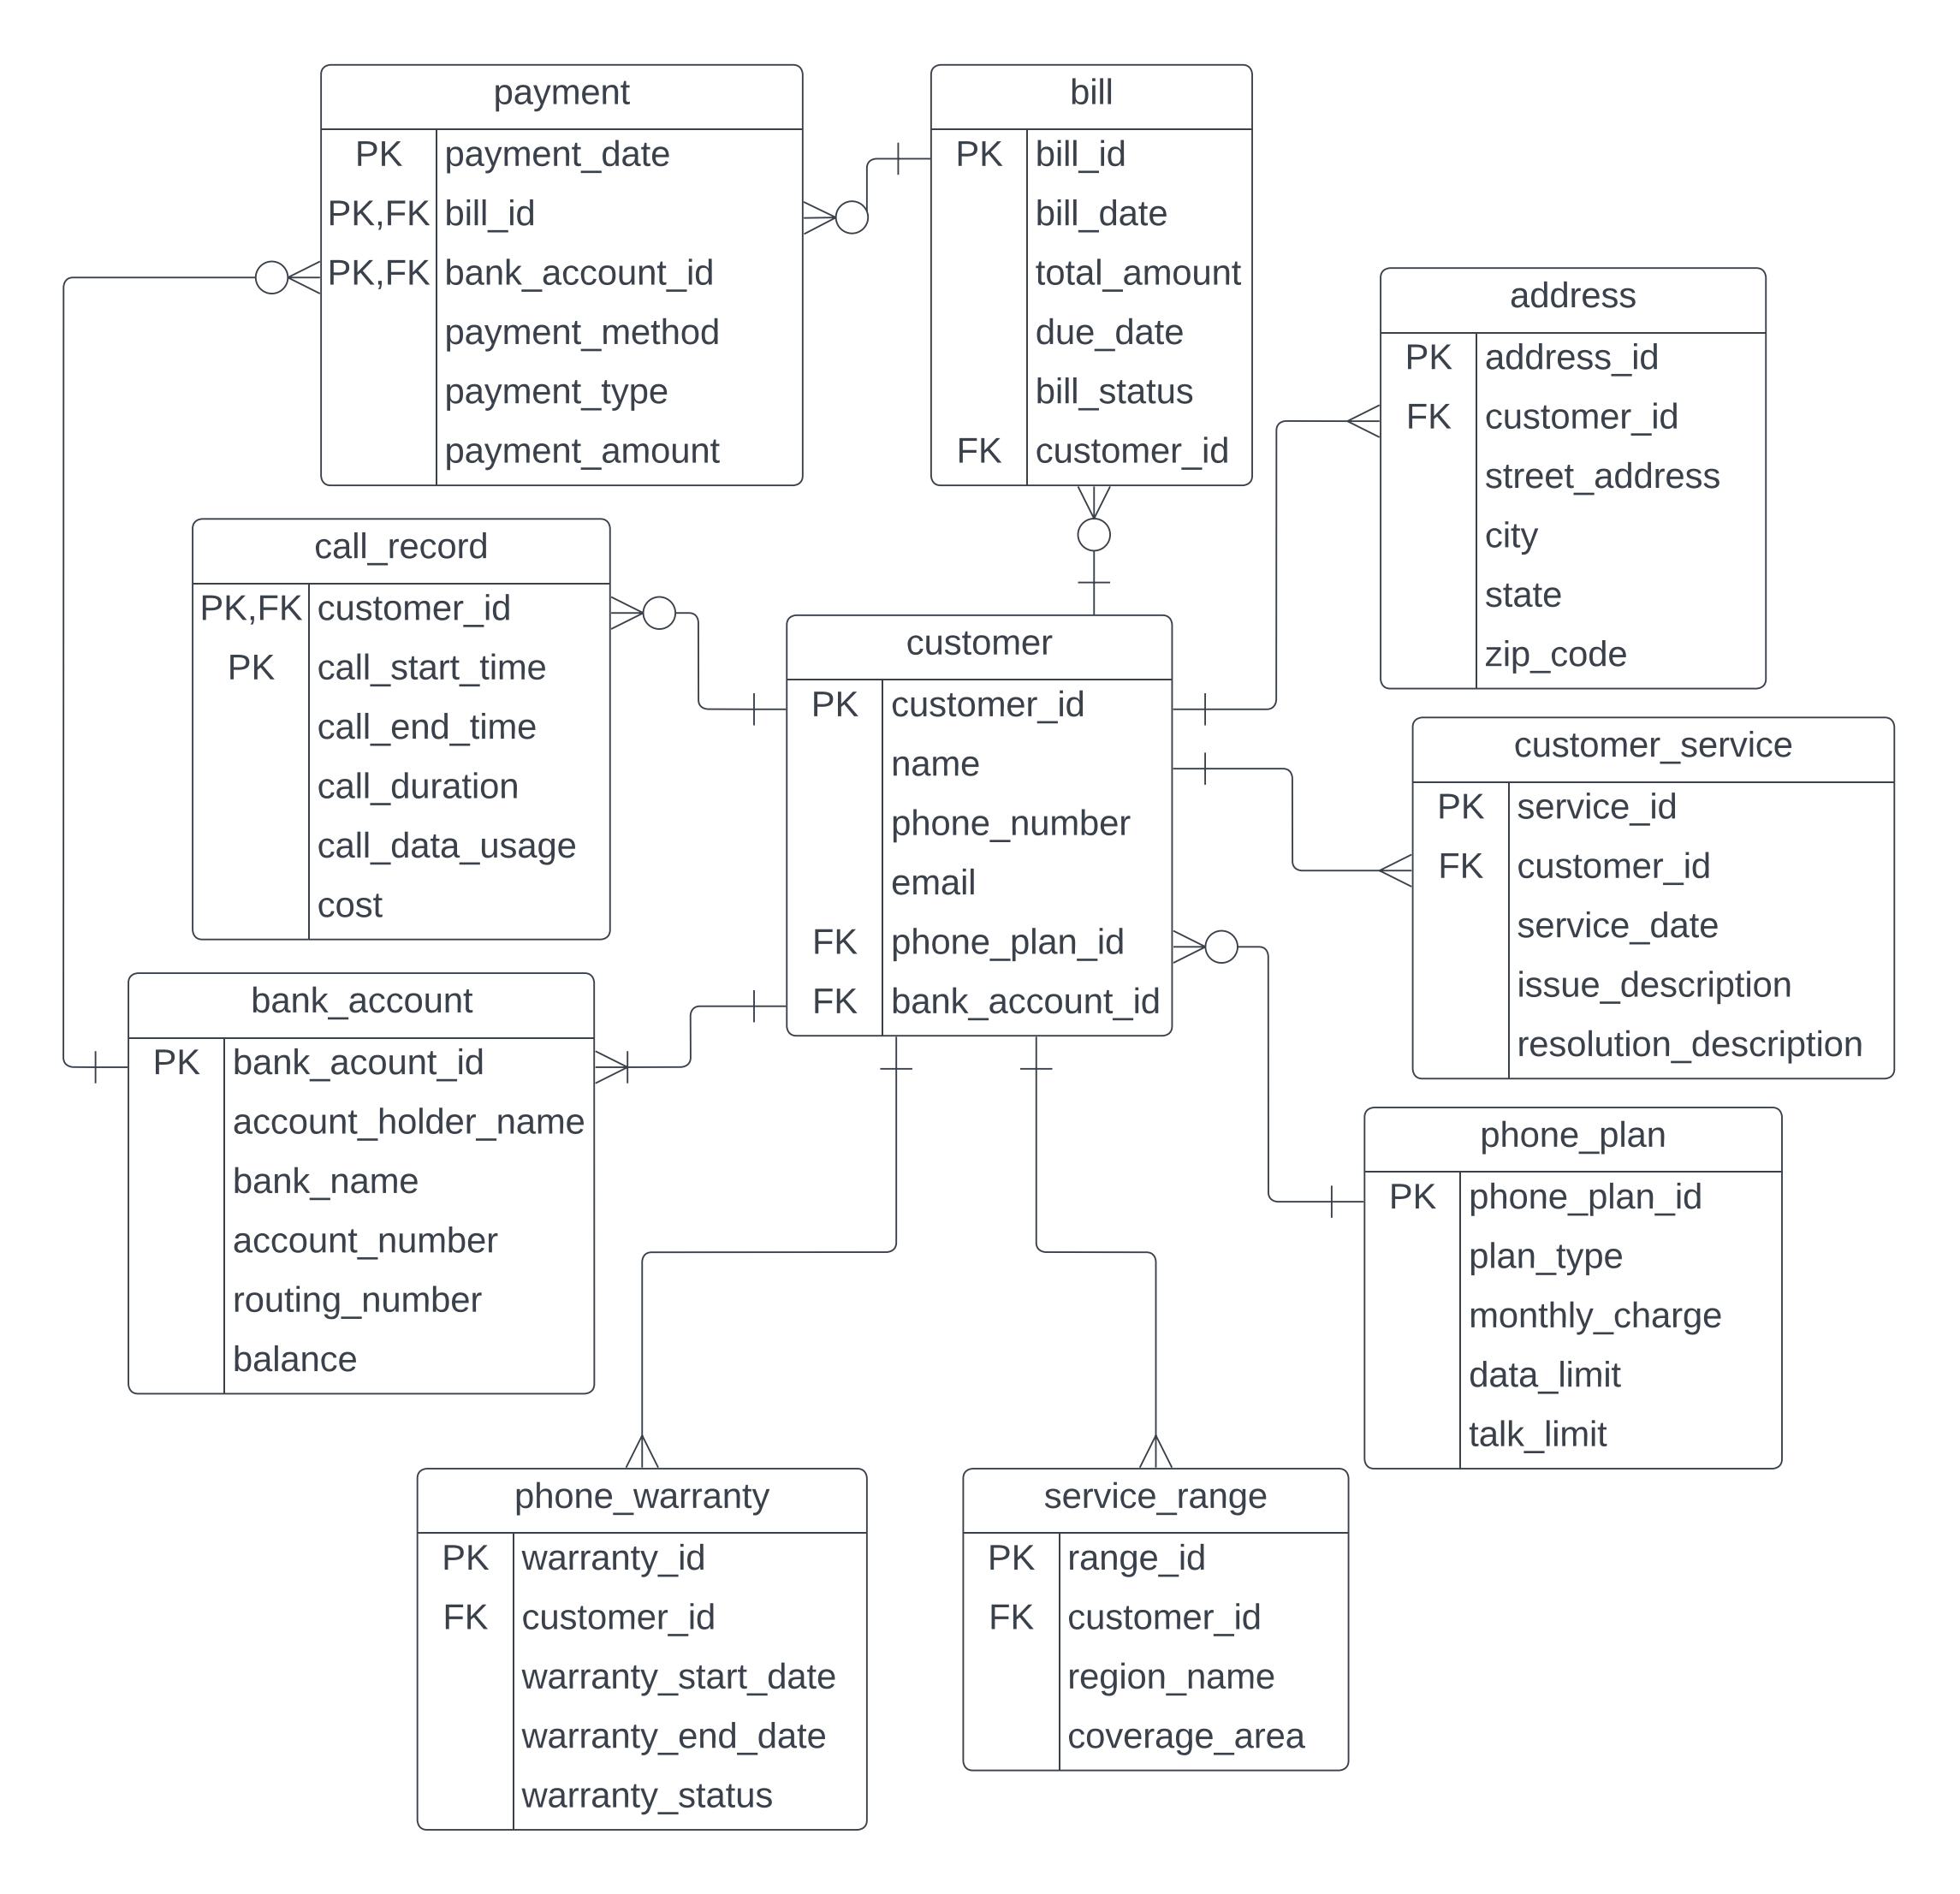 payment
PK payment_date
PK,FK bill_id
PK,FK bank_account_id
payment_method
payment_type
payment_amount
bill
PK bill_id
bill_date
total_amount
due_date
bill_status
FK customer_id
address
PK address_id
FK customer_id
street_address
city
state
zip_code
call_record
PK,FK customer_id
PK call_start_time
call_end_time
call_duration
call_data_usage
cost
customer
PK customer_id
name
phone_number
email
FK phone_plan_id
FK bank_account_id
customer_service
PK service_id
FK customer_id
service_date
issue_description
resolution_description
bank_account
PK bank_acount_id
account_holder_name
bank_name
account_number
routing_number
balance
phone_plan
PK phone_plan_id
plan_type
monthly_charge
data_limit
talk_limit
phone_warranty
PK warranty_id
FK customer_id
warranty_start_date
warranty_end_date
warranty_status
service_range
PK range_id
FK customer_id
region_name
coverage_area